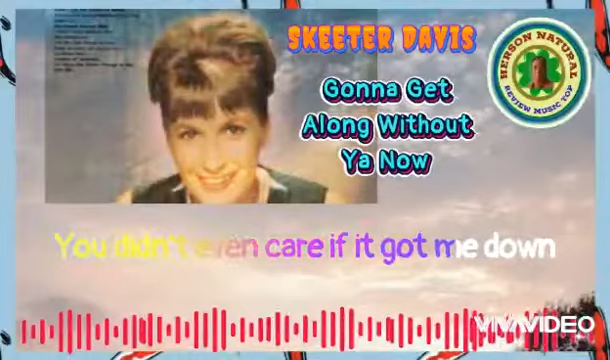 SKEETER DAVIS
Gonna Get
Along Without
Ya Now
HERSON NATURAL
REVIEW MUSIC TOP
You didn't even care if it got me down
VIVAVIDEO